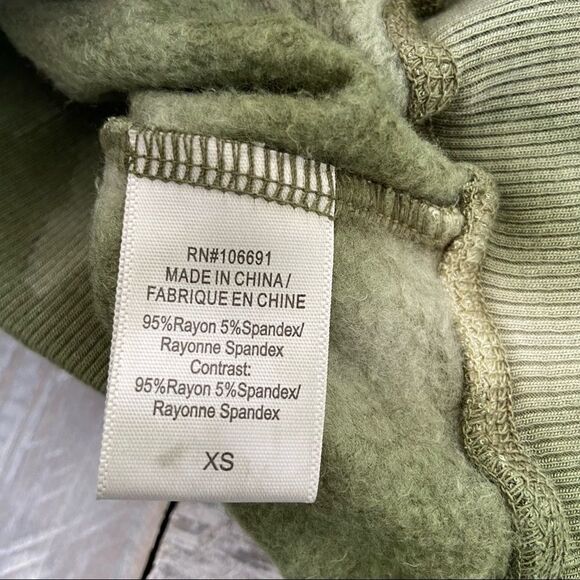 RN#106691
MADE IN CHINA/
FABRIQUE EN CHINE
95%Rayon 5%Spandex/
Rayonne Spandex
Contrast:
95%Rayon 5%Spandex/
Rayonne Spandex
XS